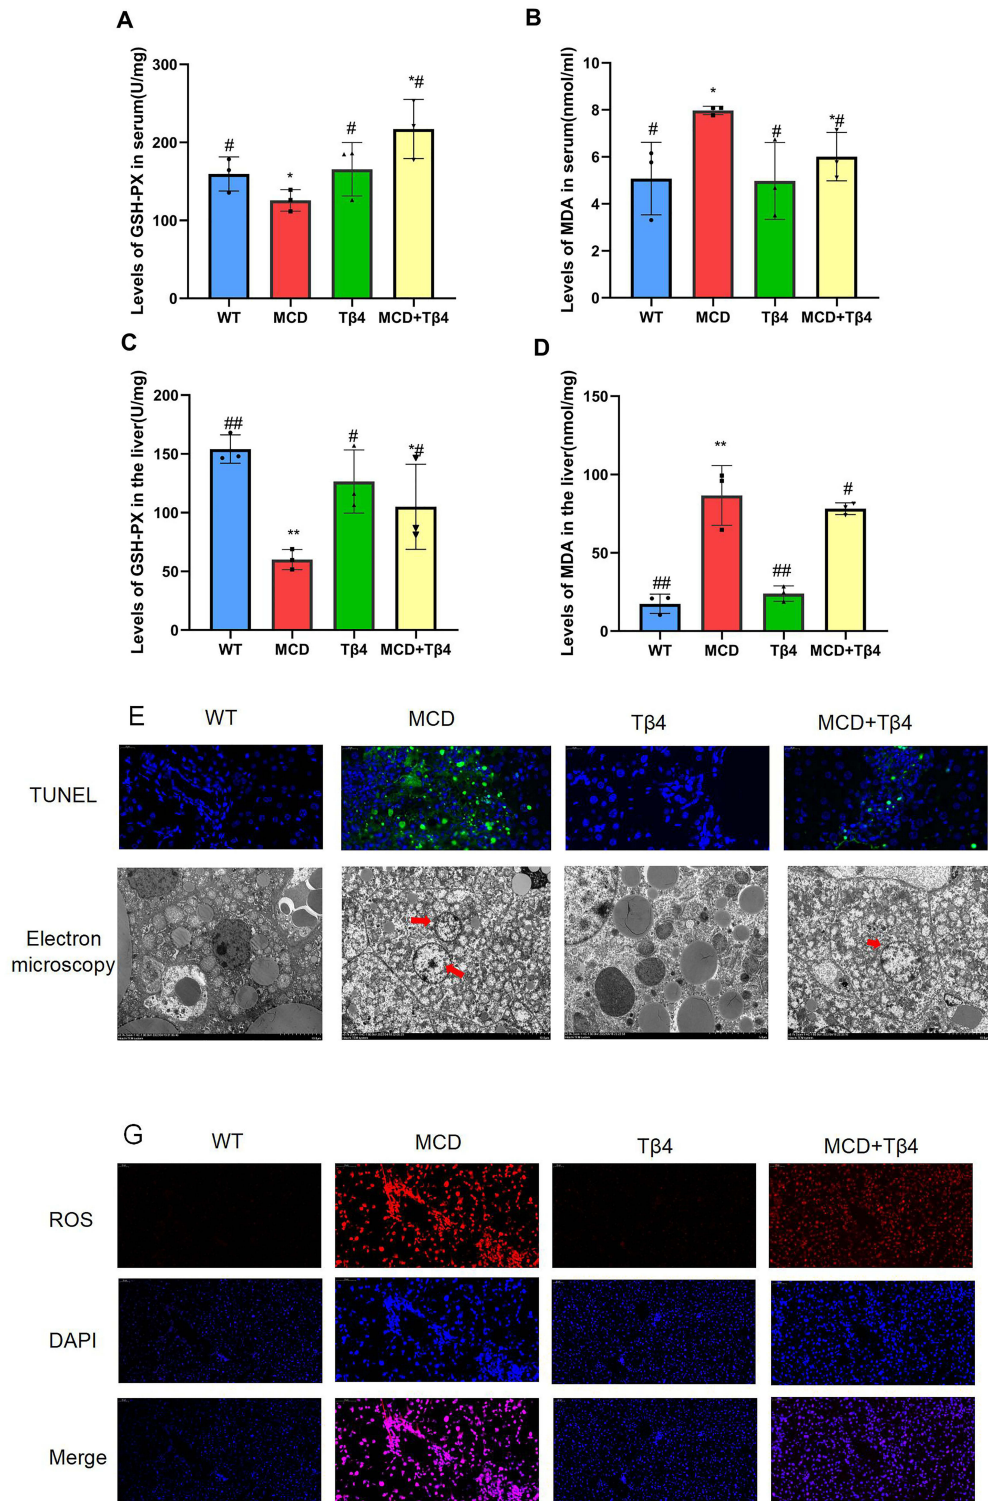 A
Levels of GSH-PX in serum(U/mg)
300
200
100
0
#
*
#
*#
WT MCD Tβ4 MCD+Tβ4
B
Levels of MDA in serum(nmol/ml)
10
8
6
4
2
0
#
*
#
*#
WT MCD Tβ4 MCD+Tβ4
C
Levels of GSH-PX in the liver(U/mg)
200
150
100
50
0
##
**
#
*#
WT MCD Tβ4 MCD+Tβ4
D
Levels of MDA in the liver(nmol/mg)
150
100
50
0
##
**
##
#
WT MCD Tβ4 MCD+Tβ4
E
WT MCD Tβ4 MCD+Tβ4
TUNEL
Electron
microscopy
G
WT MCD Tβ4 MCD+Tβ4
ROS
DAPI
Merge